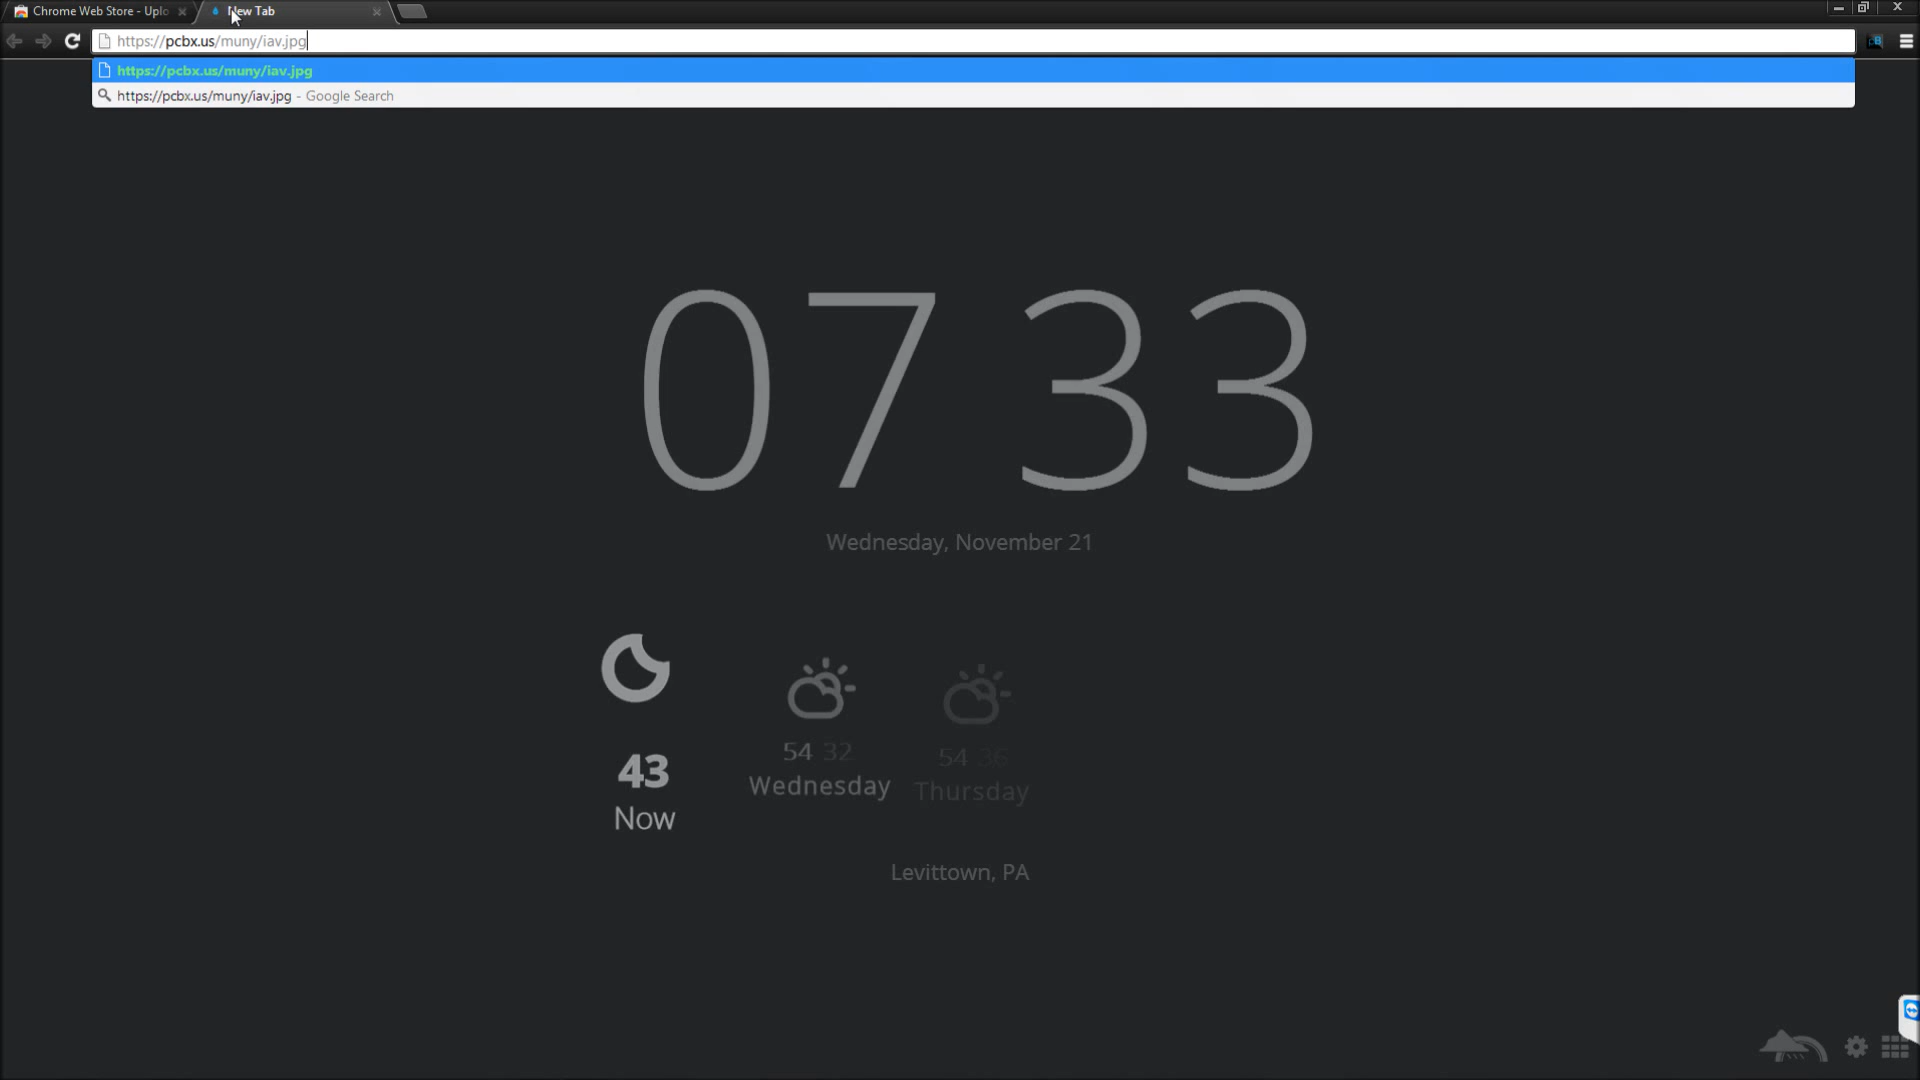 Chrome Web Store - Uplo
New Tab
https://pcbx.us/muny/iav.jpg
https://pcbx.us/muny/iav.jpg
https://pcbx.us/muny/iav.jpg - Google Search
07 33
Wednesday, November 21
43
Now
54 32
Wednesday
54 36
Thursday
Levittown, PA